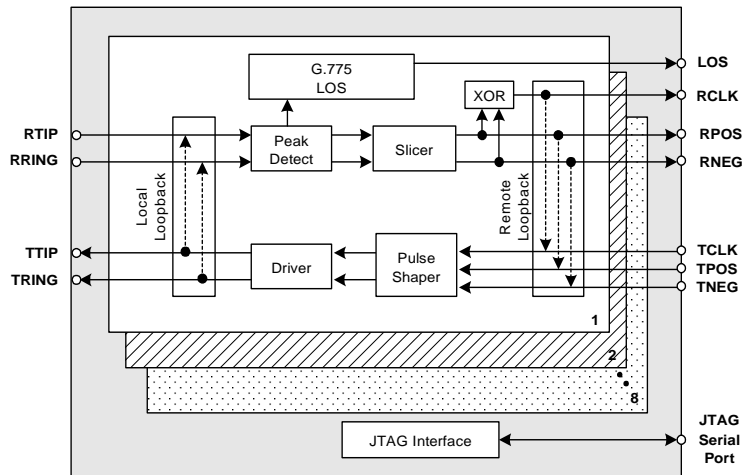 G.775
LOS
LOS
XOR
RCLK
RTIP
Peak
Detect
Slicer
RPOS
RRING
RNEG
Local
Loopback
Remote
Loopback
TTIP
Driver
Pulse
Shaper
TCLK
TPOS
TRING
TNEG
1
2
8
JTAG Interface
JTAG
Serial
Port